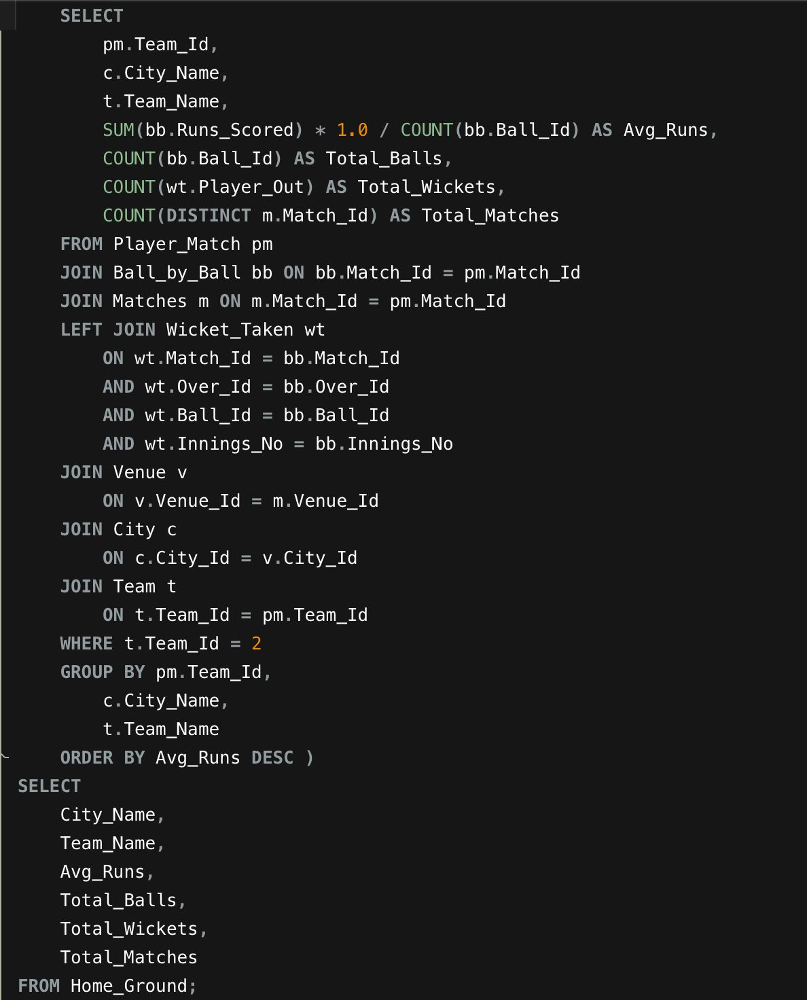 SELECT
pm.Team_Id,
c.City_Name,
t.Team_Name,
SUM(bb.Runs_Scored) * 1.0 / COUNT(bb.Ball_Id) AS Avg_Runs,
COUNT(bb.Ball_Id) AS Total_Balls,
COUNT(wt.Player_Out) AS Total_Wickets,
COUNT(DISTINCT m.Match_Id) AS Total_Matches
FROM Player_Match pm
JOIN Ball_by_Ball bb ON bb.Match_Id = pm.Match_Id
JOIN Matches m ON m.Match_Id = pm.Match_Id
LEFT JOIN Wicket_Taken wt
ON wt.Match_Id = bb.Match_Id
AND wt.Over_Id = bb.Over_Id
AND wt.Ball_Id = bb.Ball_Id
AND wt.Innings_No = bb.Innings_No
JOIN Venue v
ON v.Venue_Id = m.Venue_Id
JOIN City c
ON c.City_Id = v.City_Id
JOIN Team t
ON t.Team_Id = pm.Team_Id
WHERE t.Team_Id = 2
GROUP BY pm.Team_Id,
c.City_Name,
t.Team_Name
ORDER BY Avg_Runs DESC )
SELECT
City_Name,
Team_Name,
Avg_Runs,
Total_Balls,
Total_Wickets,
Total_Matches
FROM Home_Ground;